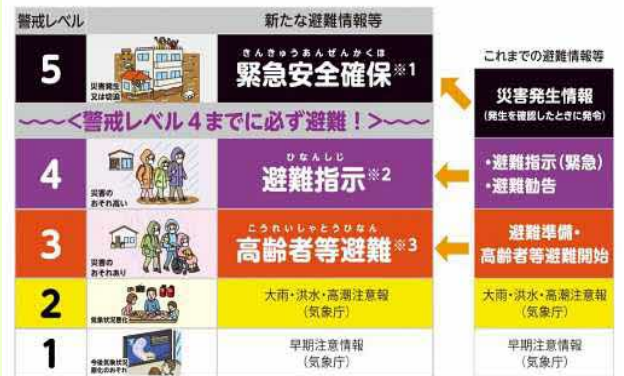 警戒レベル
新たな避難情報等
5
災害発生
又は切迫
きんきゅうあんぜんかくほ
緊急安全確保※1
〜〜<警戒レベル4までに必ず避難!>〜〜
4
災害の
おそれ高い
ひなんしじ
避難指示※2
3
災害の
おそれあり
こうれいしゃとうひなん
高齢者等避難※3
2
気象状況悪化
大雨・洪水・高潮注意報
(気象庁)
1
今後気象状況
悪化のおそれ
早期注意情報
(気象庁)
これまでの避難情報等
災害発生情報
(発生を確認したときに発令)
・避難指示(緊急)
・避難勧告
避難準備・
高齢者等避難開始
大雨・洪水・高潮注意報
(気象庁)
早期注意情報
(気象庁)